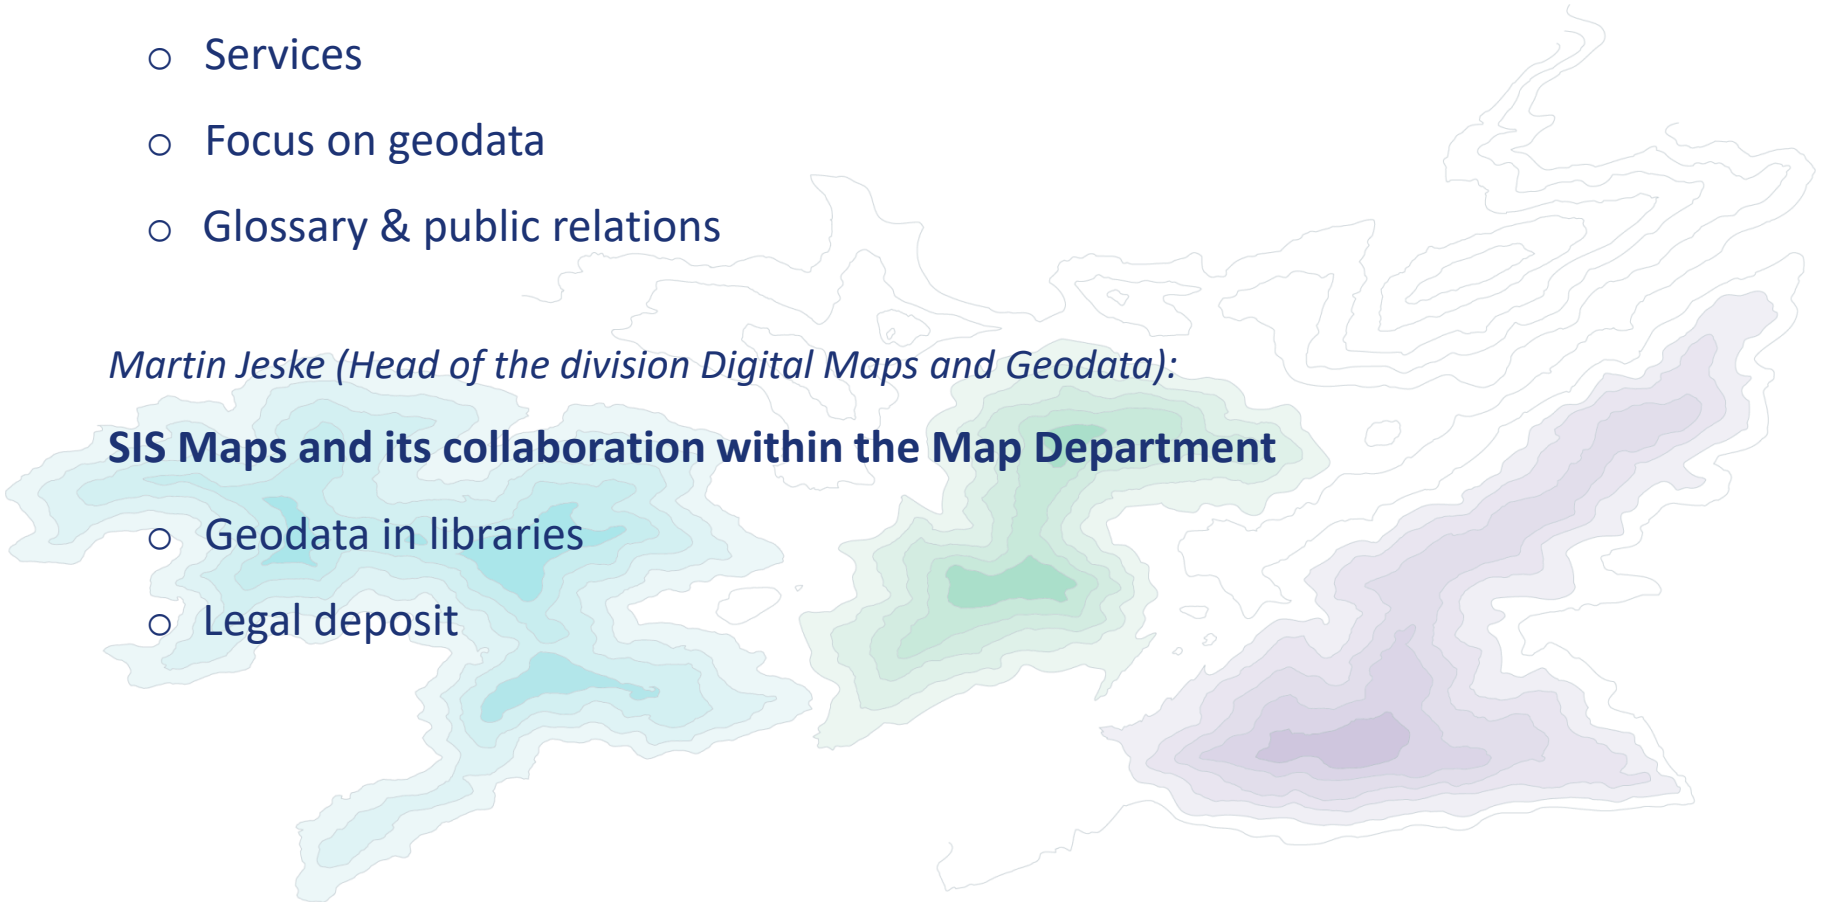 o Services
o Focus on geodata
o Glossary & public relations
Martin Jeske (Head of the division Digital Maps and Geodata):
SIS Maps and its collaboration within the Map Department
o Geodata in libraries
o Legal deposit